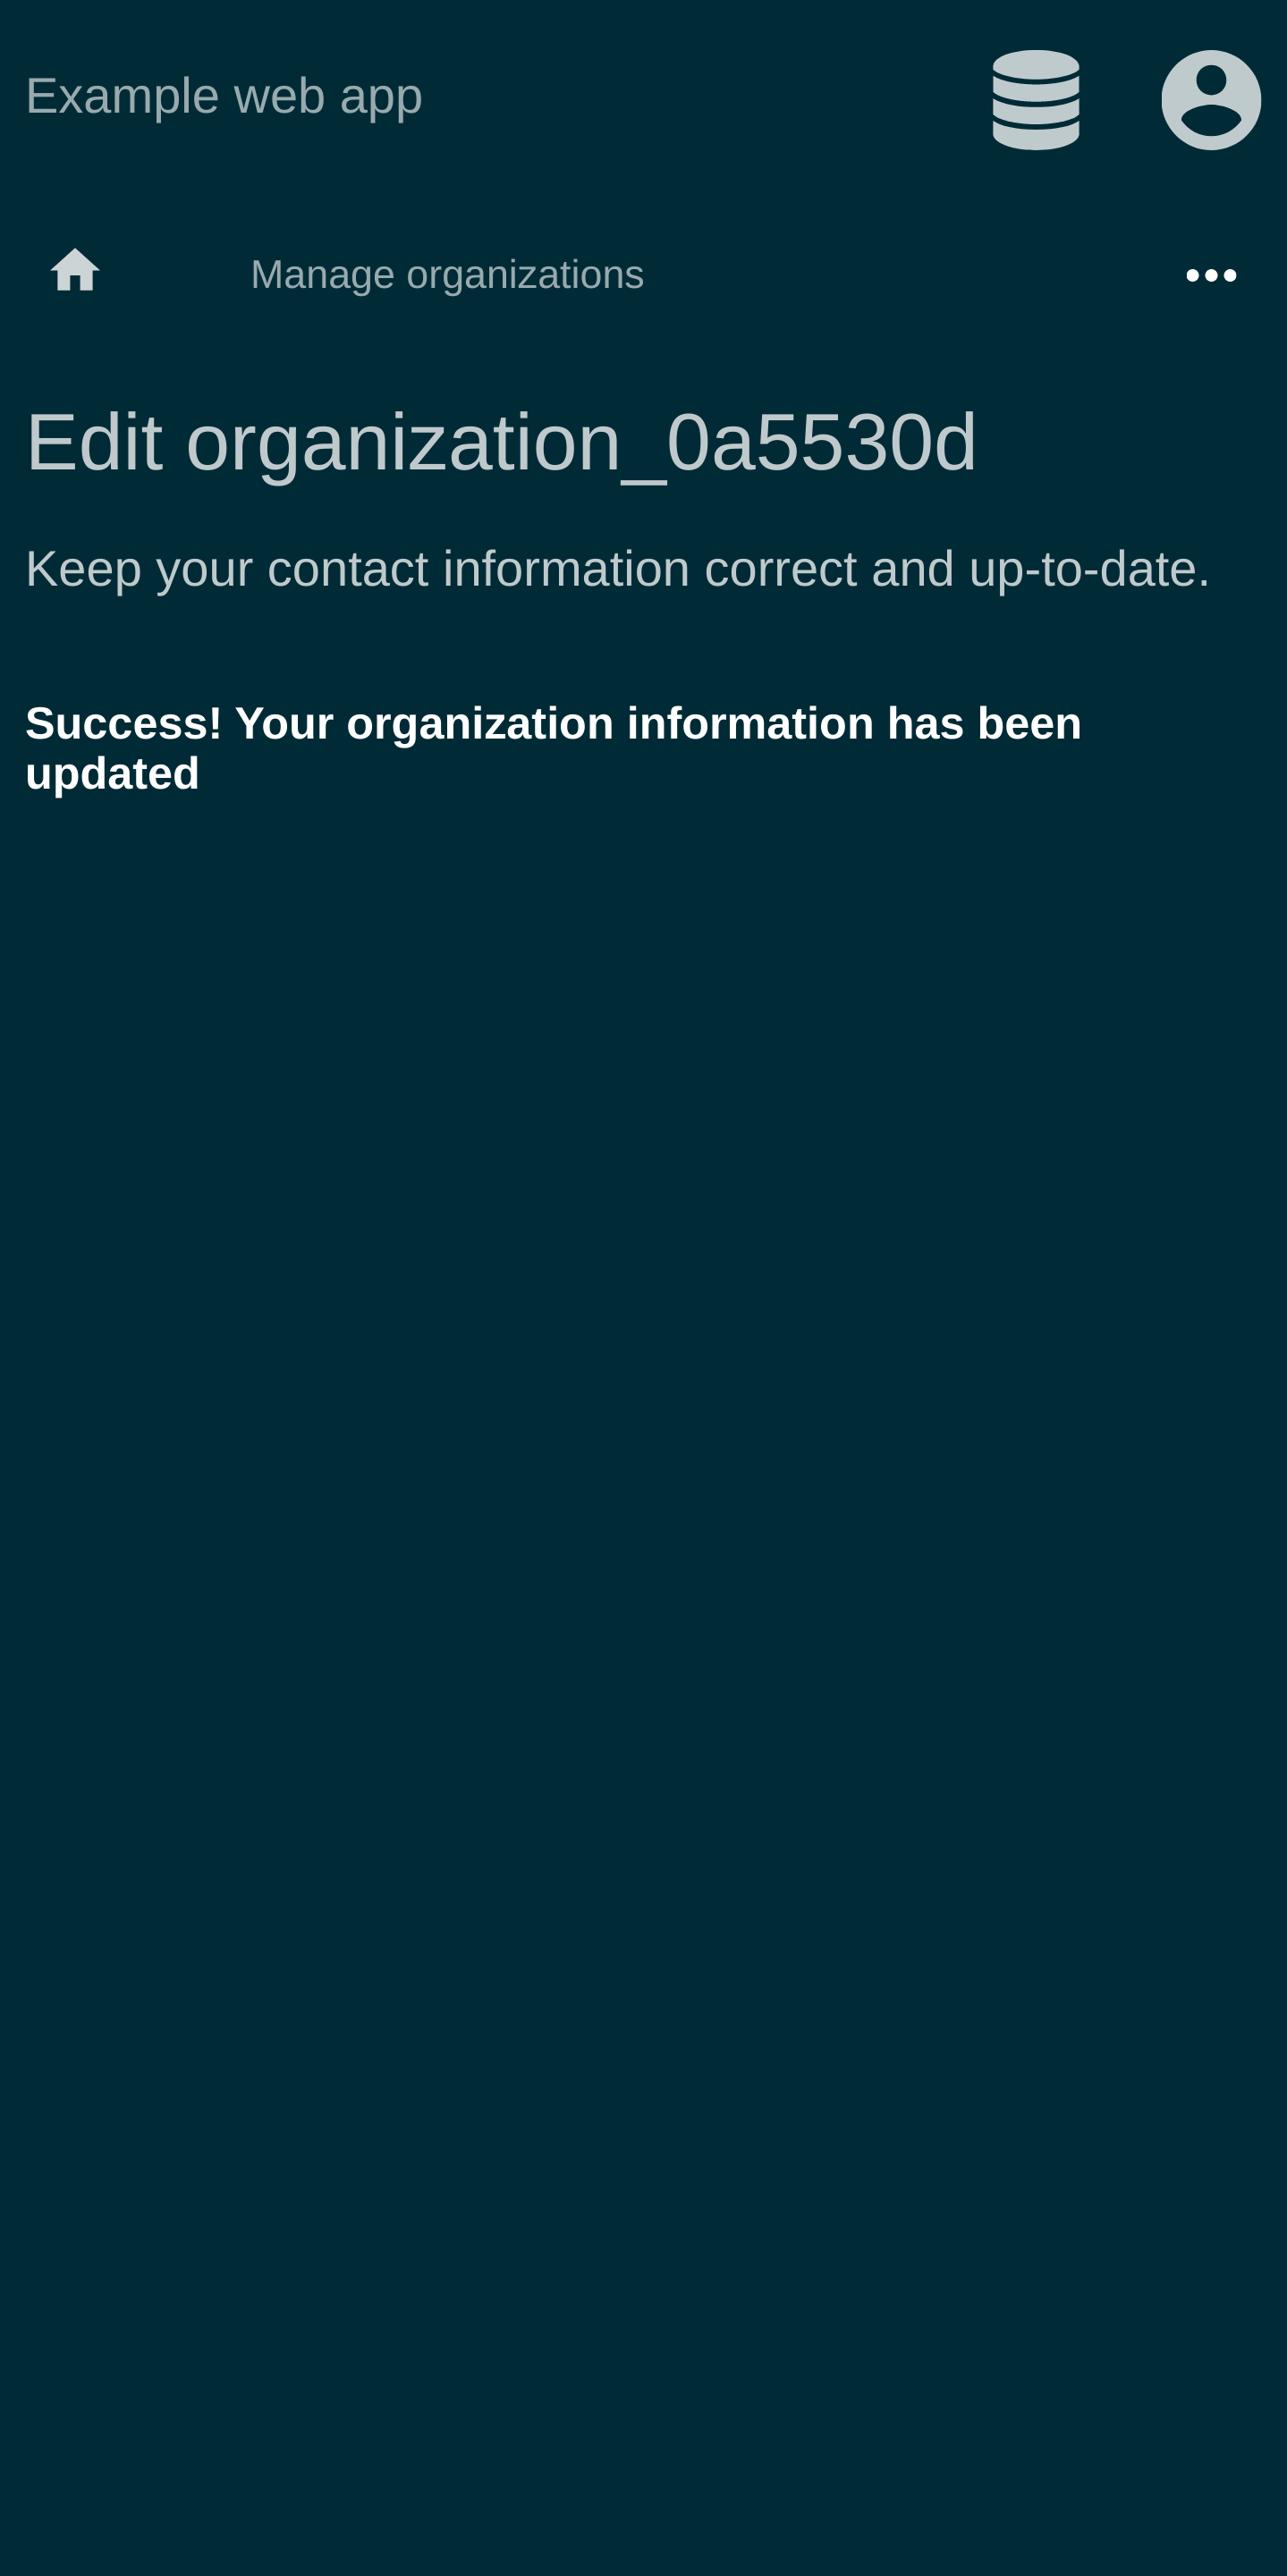 Example web app
Manage organizations
Edit organization_0a5530d
Keep your contact information correct and up-to-date.
Success! Your organization information has been
updated